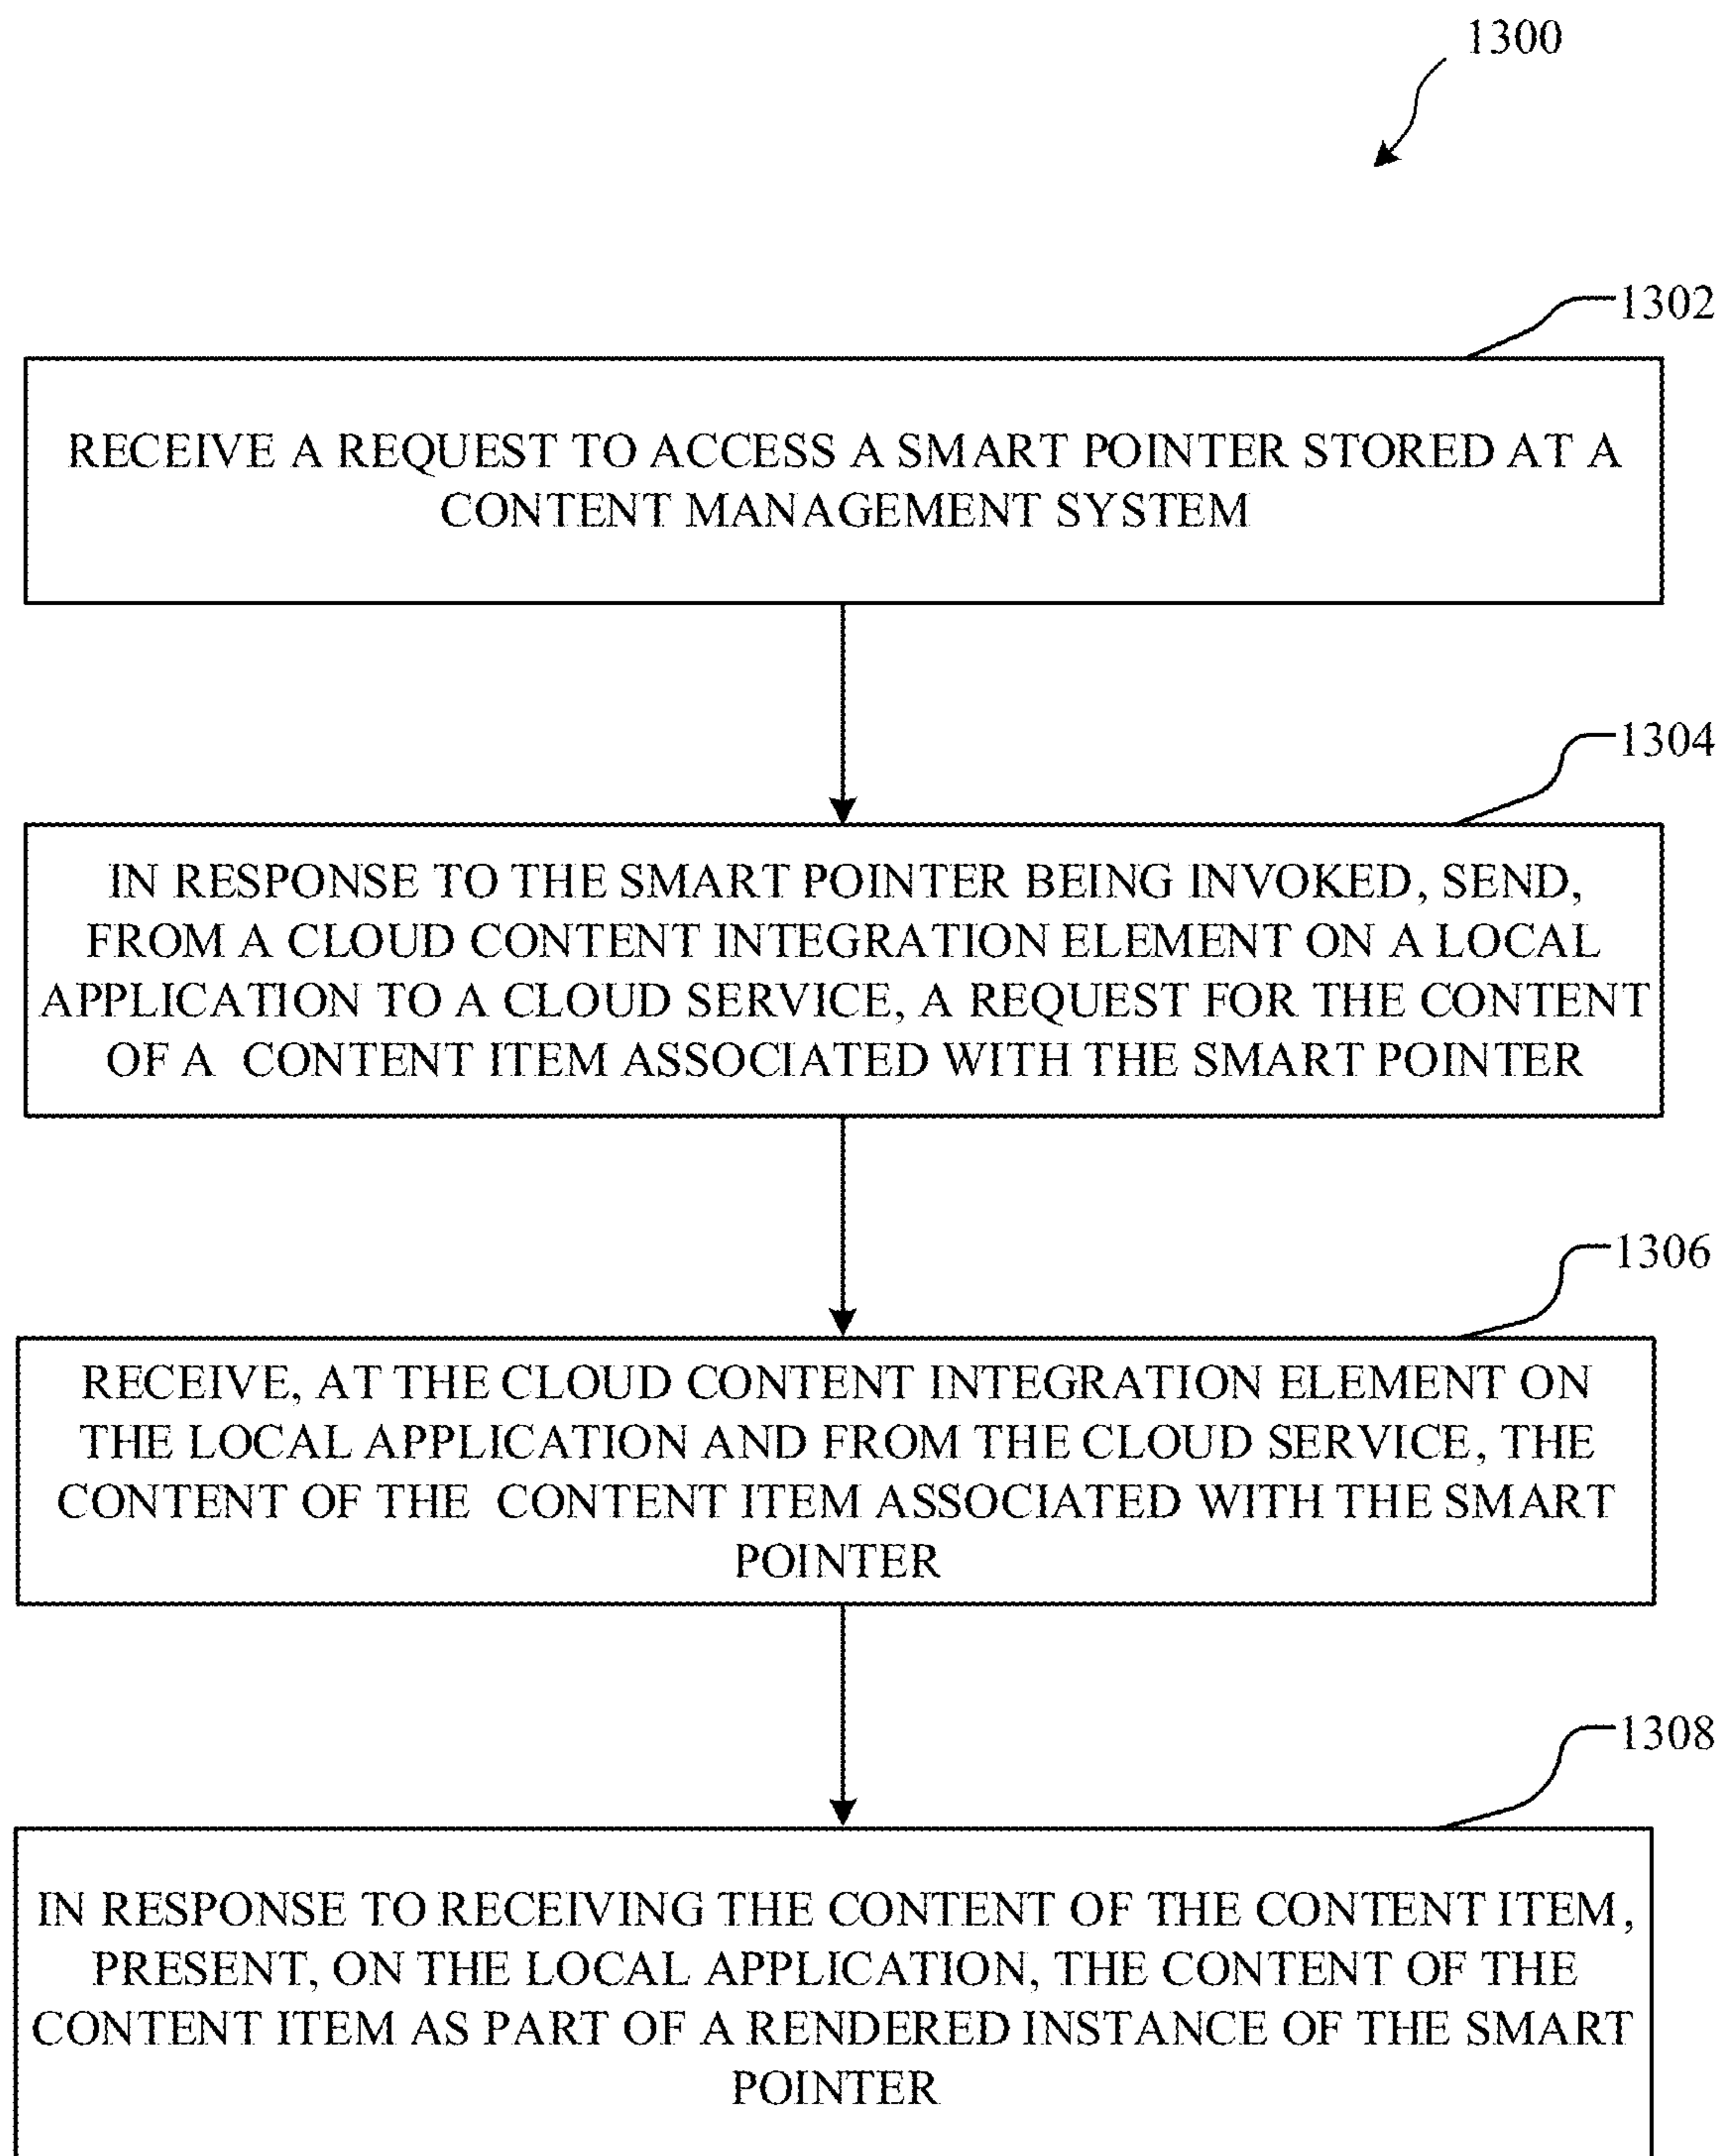 1300
1302
RECEIVE A REQUEST TO ACCESS A SMART POINTER STORED AT A
CONTENT MANAGEMENT SYSTEM
1304
IN RESPONSE TO THE SMART POINTER BEING INVOKED, SEND,
FROM A CLOUD CONTENT INTEGRATION ELEMENT ON A LOCAL
APPLICATION TO A CLOUD SERVICE, A REQUEST FOR THE CONTENT
OF A CONTENT ITEM ASSOCIATED WITH THE SMART POINTER
1306
RECEIVE, AT THE CLOUD CONTENT INTEGRATION ELEMENT ON
THE LOCAL APPLICATION AND FROM THE CLOUD SERVICE, THE
CONTENT OF THE CONTENT ITEM ASSOCIATED WITH THE SMART
POINTER
1308
IN RESPONSE TO RECEIVING THE CONTENT OF THE CONTENT ITEM,
PRESENT, ON THE LOCAL APPLICATION, THE CONTENT OF THE
CONTENT ITEM AS PART OF A RENDERED INSTANCE OF THE SMART
POINTER